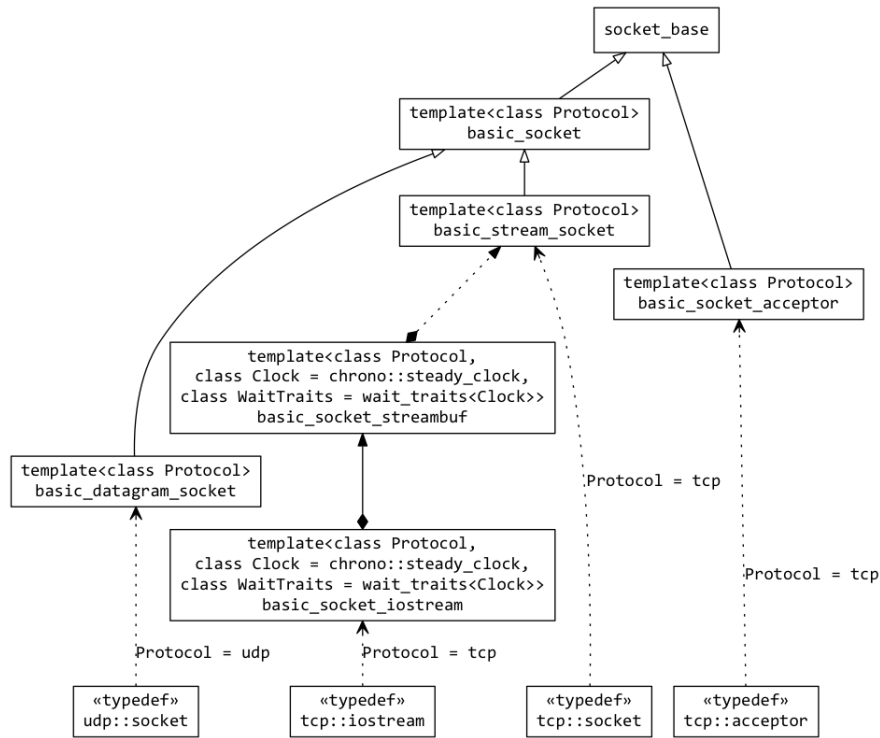 socket_base
template<class Protocol>
basic_socket
template<class Protocol>
basic_stream_socket
template<class Protocol>
basic_socket_acceptor
template<class Protocol,
class Clock = chrono::steady_clock,
class WaitTraits = wait_traits<Clock>>
basic_socket_streambuf
template<class Protocol>
basic_datagram_socket
Protocol = tcp
template<class Protocol,
class Clock = chrono::steady_clock,
class WaitTraits = wait_traits<Clock>>
basic_socket_iostream
Protocol = tcp
Protocol = udp
Protocol = tcp
«typedef»
udp::socket
«typedef»
tcp::iostream
«typedef»
tcp::socket
«typedef»
tcp::acceptor